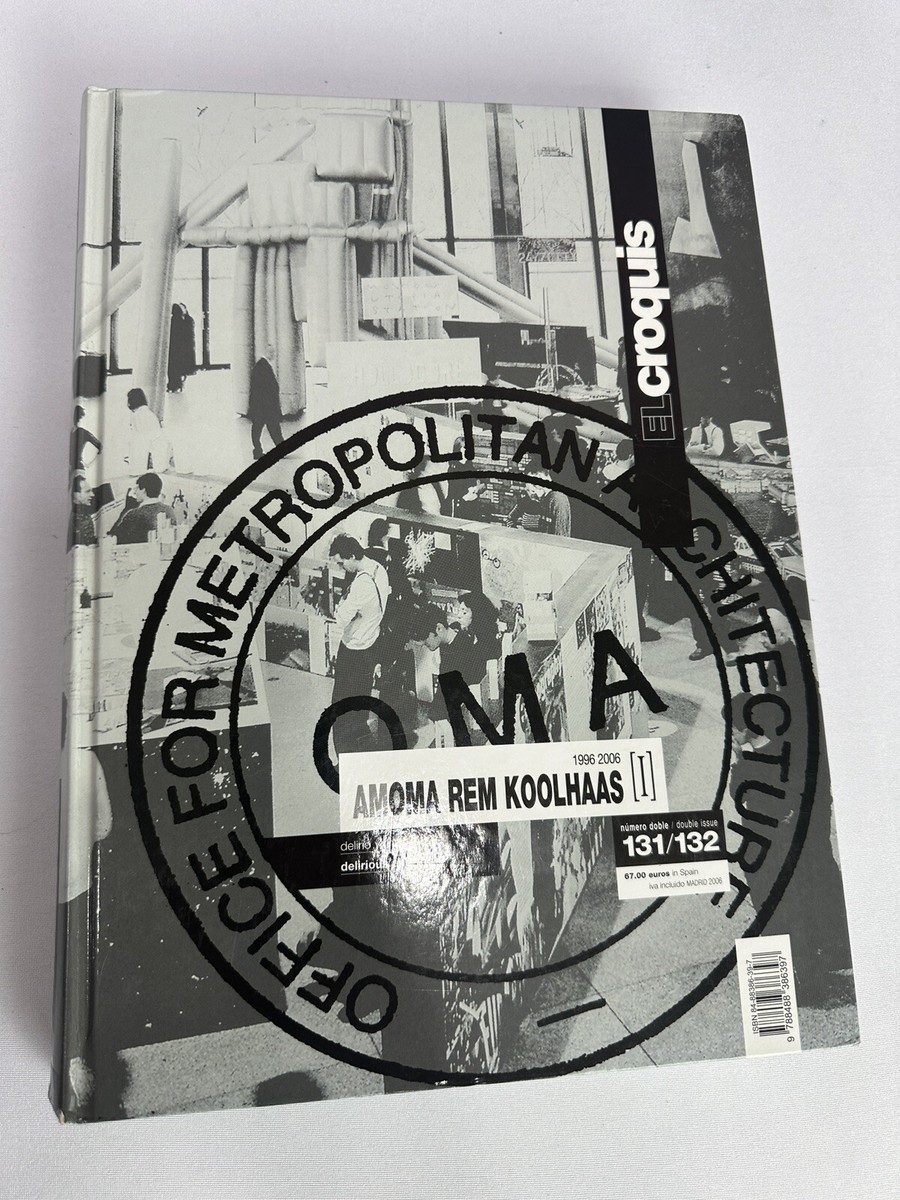 EL croquis
OFFICE FOR METROPOLITAN ARCHITECTURE
OMA
1996 2006
AMOMA REM KOOLHAAS [I]
delirio
delirious
número doble / double issue
131/132
67.00 euros in Spain
iva incluido MADRID 2006
ISBN 84-88386-39-7
9 788488 386397